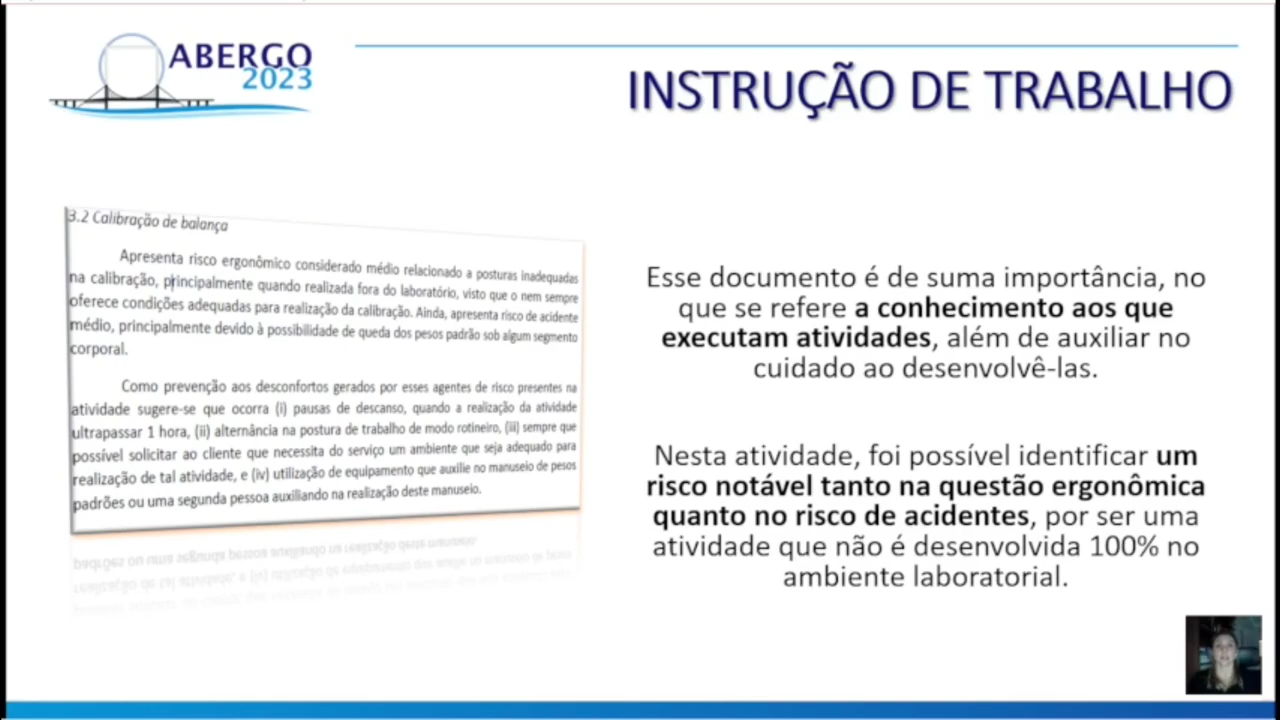 ABERGO
2023
INSTRUÇÃO DE TRABALHO
3.2 Calibração de balança
Apresenta risco ergonômico considerado médio relacionado a posturas inadequadas
na calibração, principalmente quando realizada fora do laboratório, visto que o nem sempre
oferece condições adequadas para realização da calibração. Ainda, apresenta risco de acidente
médio, principalmente devido à possibilidade de queda dos pesos padrão sob algum segmento
corporal.
Como prevenção aos desconfortos gerados por esses agentes de risco presentes na
atividade sugere-se que ocorra (i) pausas de descanso, quando a realização da atividade
ultrapassar 1 hora, (ii) alternância na postura de trabalho de modo rotineiro, (iii) sempre que
possível solicitar ao cliente que necessita do serviço um ambiente que seja adequado para
realização de tal atividade, e (iv) utilização de equipamento que auxilie no manuseio de pesos
padrões ou uma segunda pessoa auxiliando na realização deste manuseio.
Esse documento é de suma importância, no
que se refere a conhecimento aos que
executam atividades, além de auxiliar no
cuidado ao desenvolvê-las.
Nesta atividade, foi possível identificar um
risco notável tanto na questão ergonômica
quanto no risco de acidentes, por ser uma
atividade que não é desenvolvida 100% no
ambiente laboratorial.